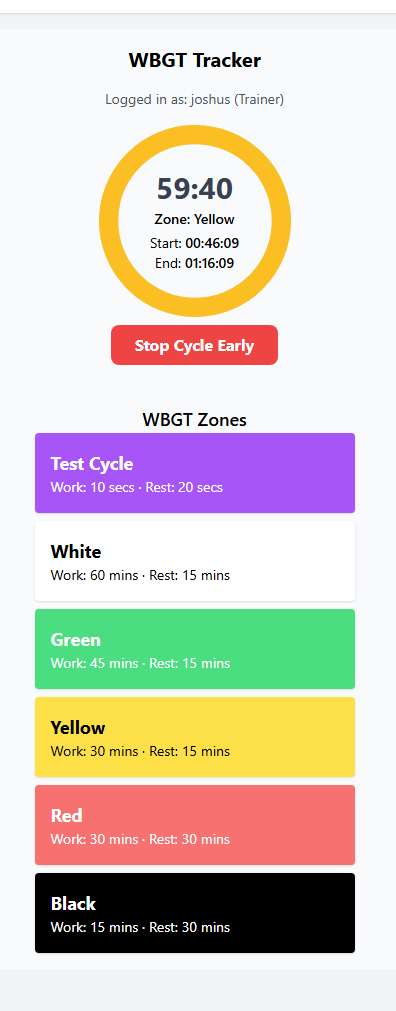 WBGT Tracker
Logged in as: joshus (Trainer)
59:40
Zone: Yellow
Start: 00:46:09
End: 01:16:09
Stop Cycle Early
WBGT Zones
Test Cycle
Work: 10 secs · Rest: 20 secs
White
Work: 60 mins · Rest: 15 mins
Green
Work: 45 mins · Rest: 15 mins
Yellow
Work: 30 mins · Rest: 15 mins
Red
Work: 30 mins · Rest: 30 mins
Black
Work: 15 mins · Rest: 30 mins